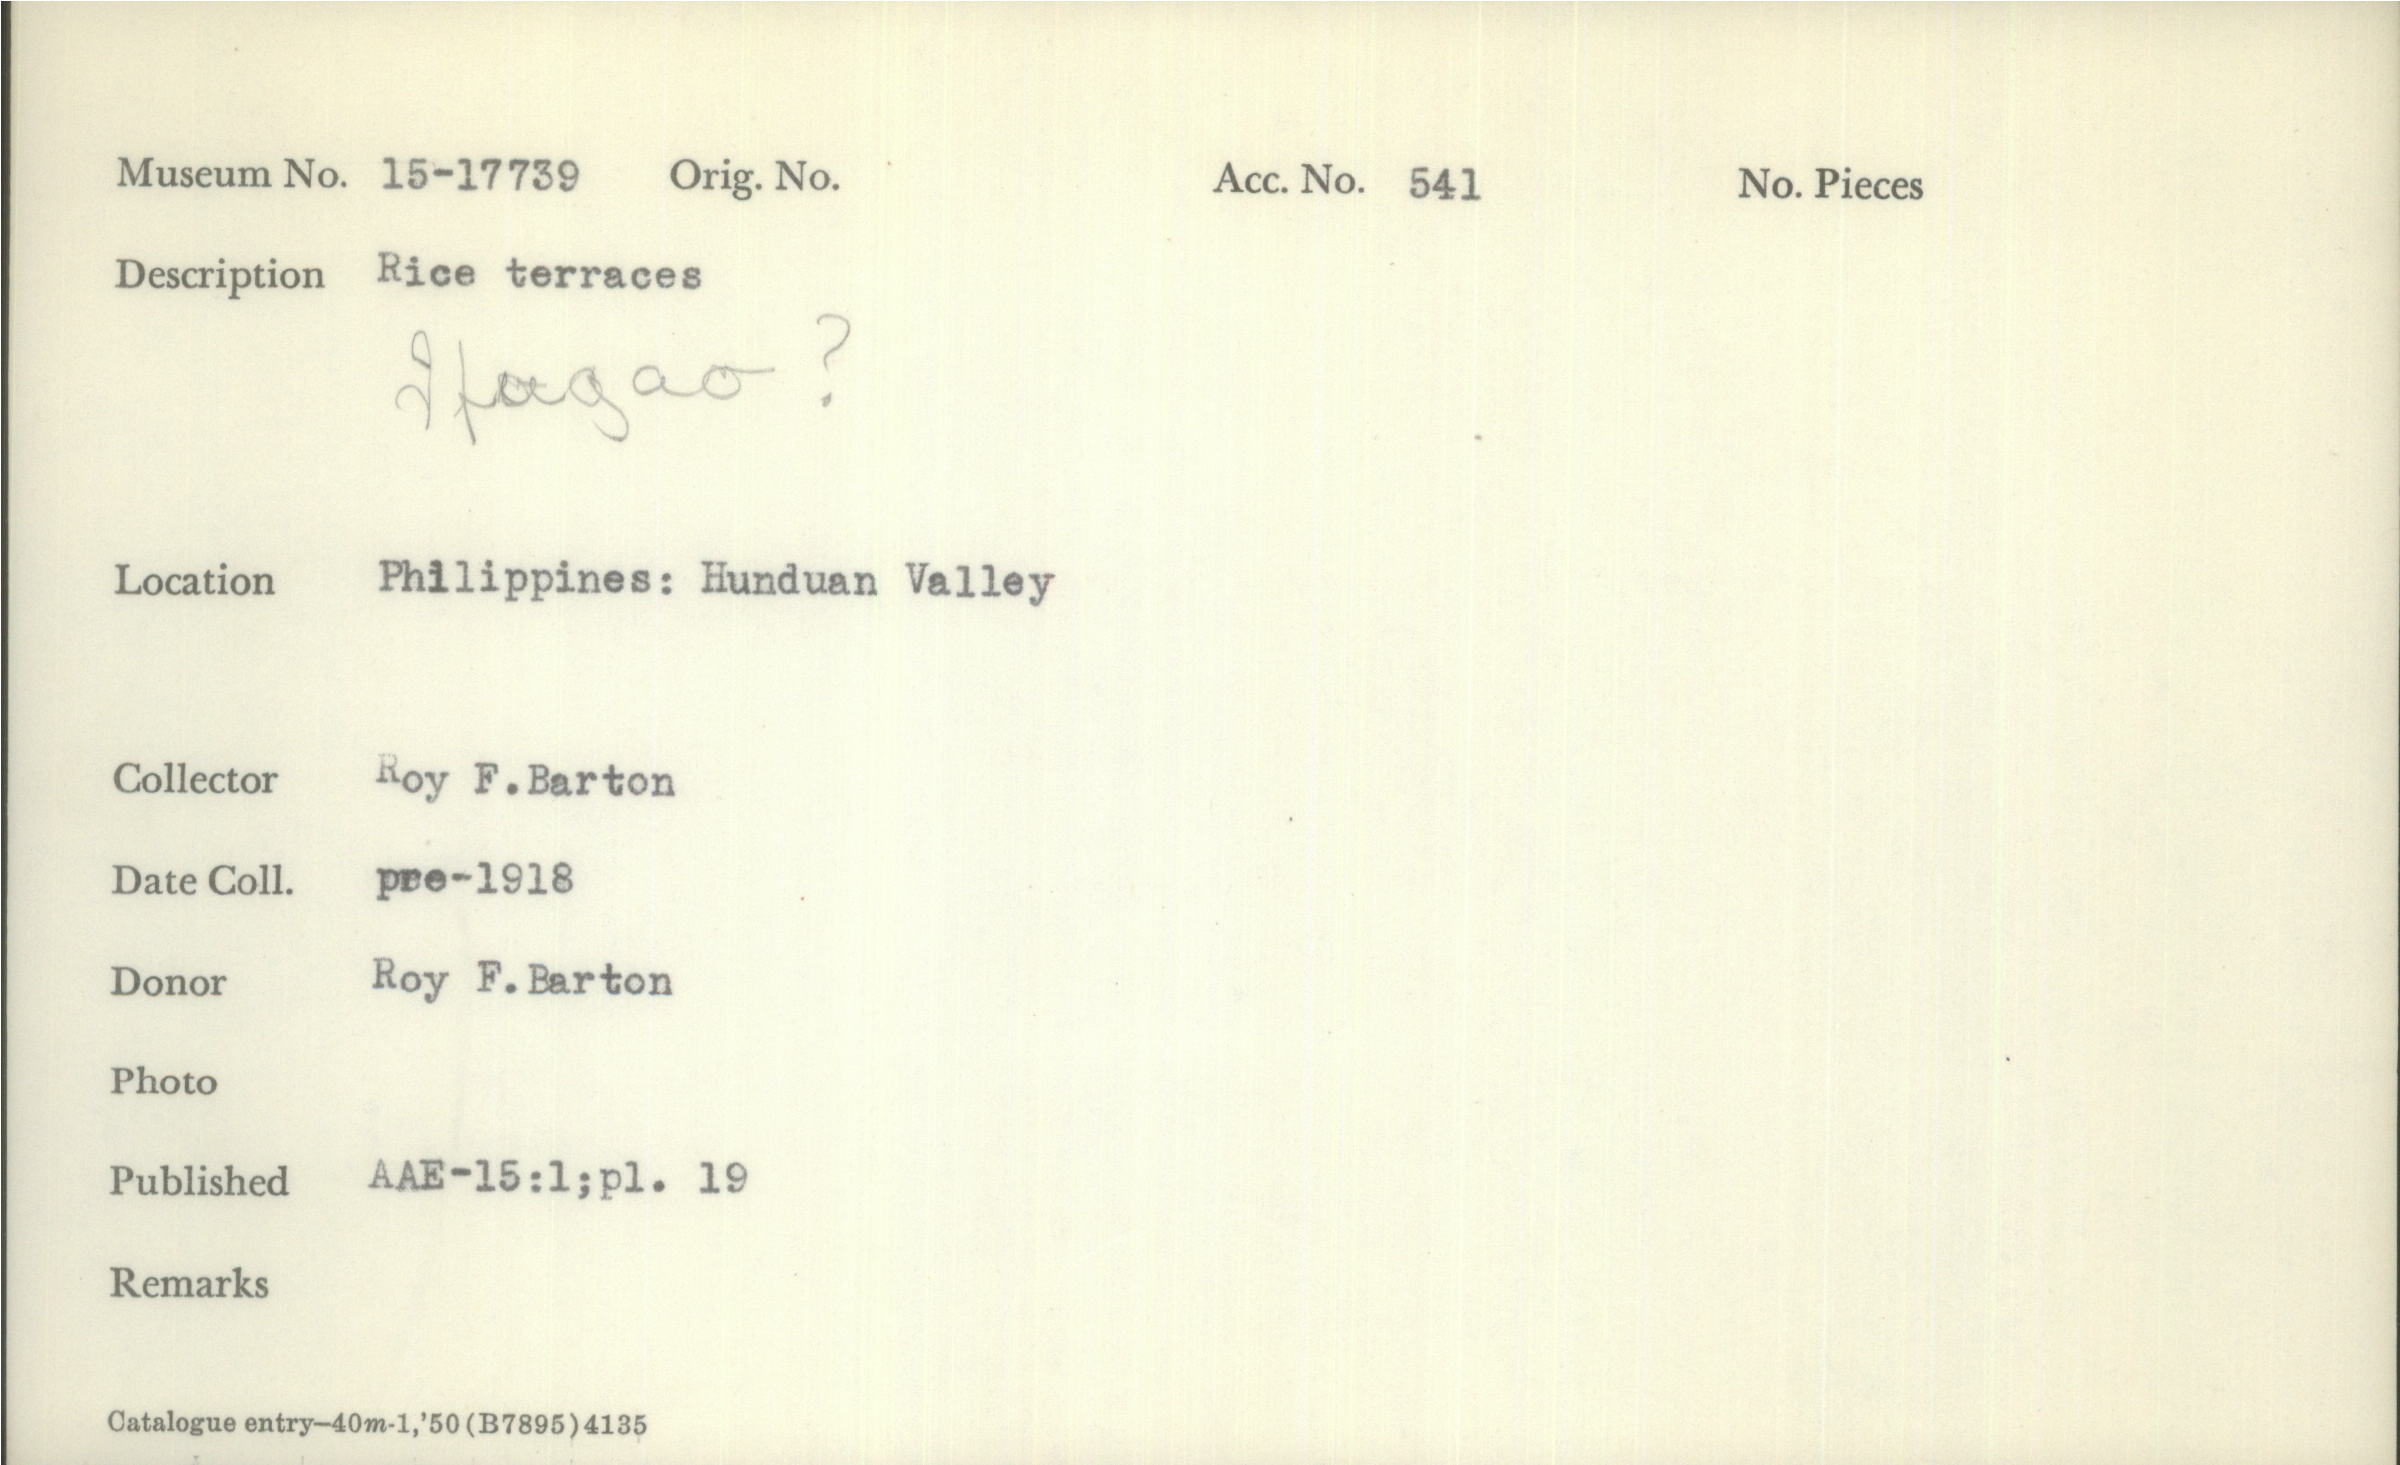 Museum No. 15-17739 Orig. No. Acc. No. 541 No. Pieces
Description Rice terraces
Ifugao ?
Location Philippines: Hunduan Valley
Collector Roy F.Barton
Date Coll. pre-1918
Donor Roy F.Barton
Photo
Published AAE-15:1;pl. 19
Remarks
Catalogue entry—40m-1,'50(B7895)4135